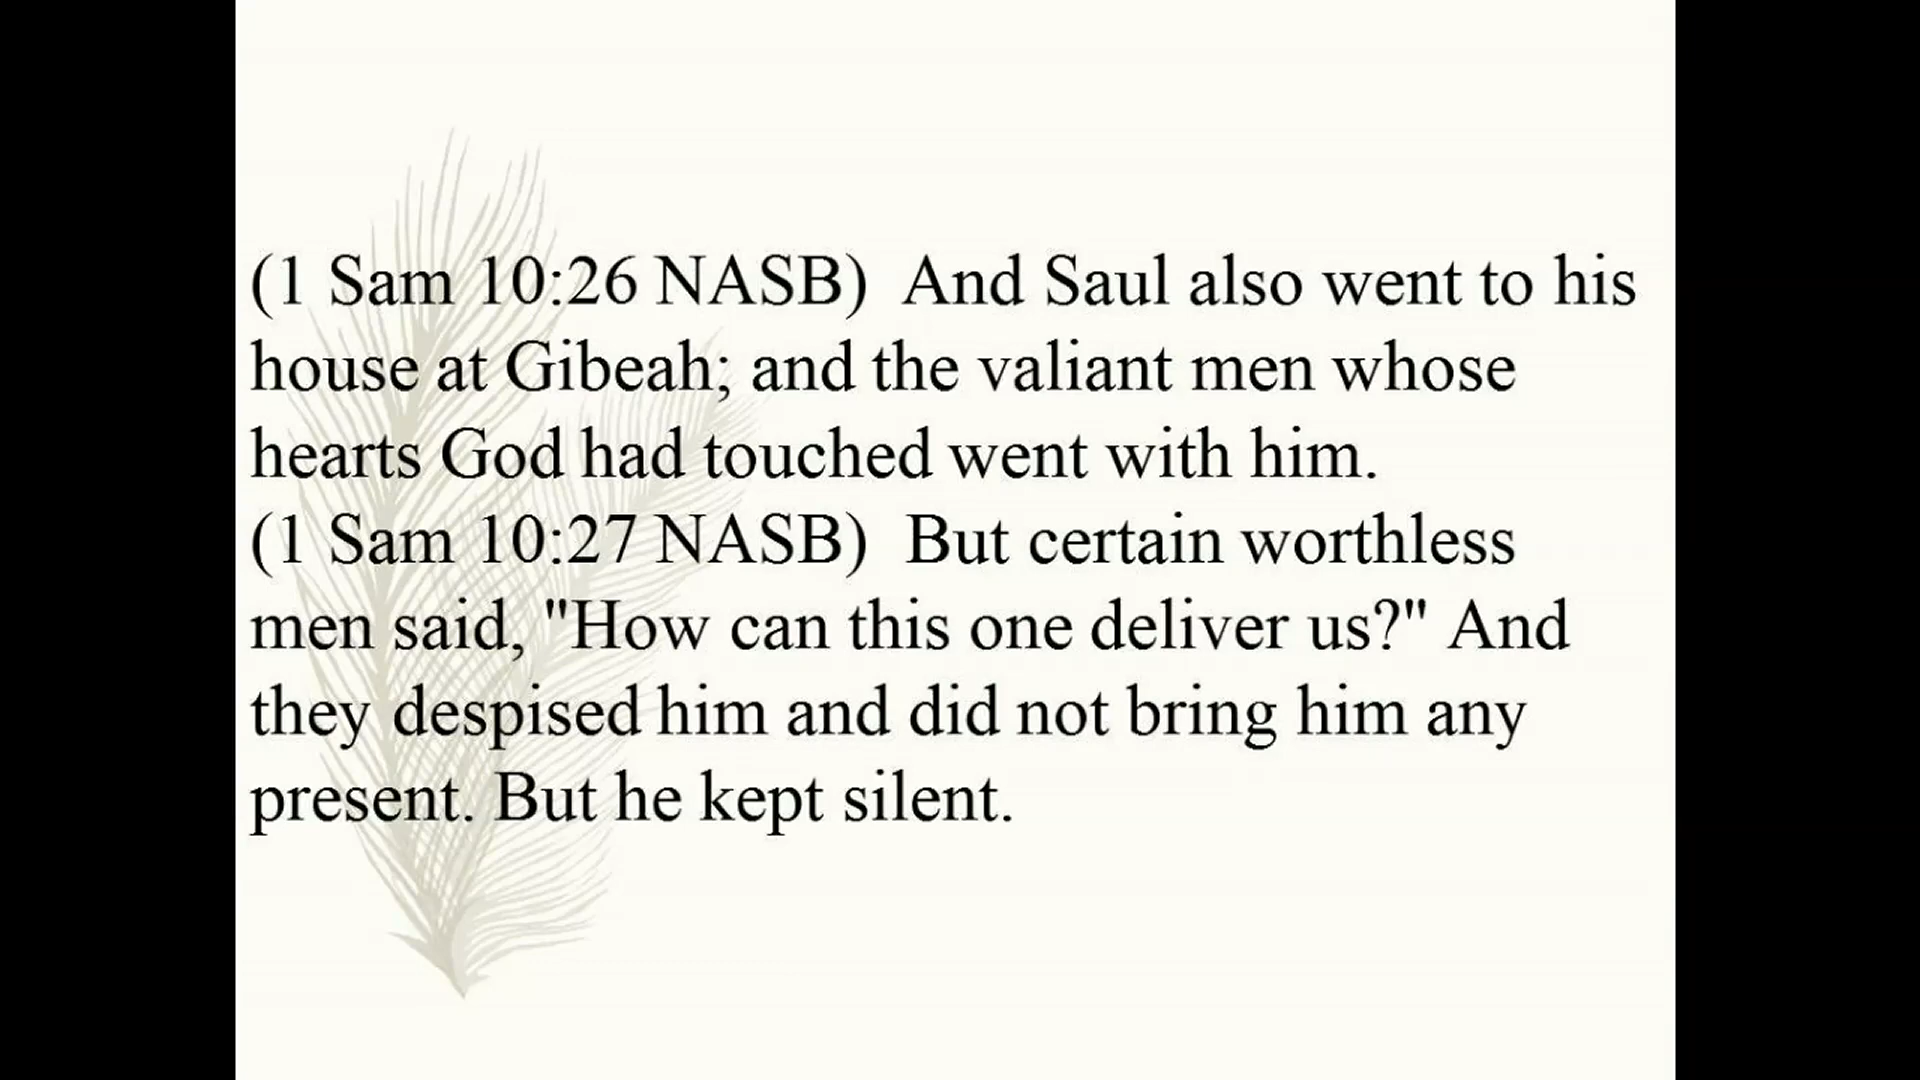 (1 Sam 10:26 NASB)  And Saul also went to his
house at Gibeah; and the valiant men whose
hearts God had touched went with him.
(1 Sam 10:27 NASB)  But certain worthless
men said, "How can this one deliver us?" And
they despised him and did not bring him any
present. But he kept silent.